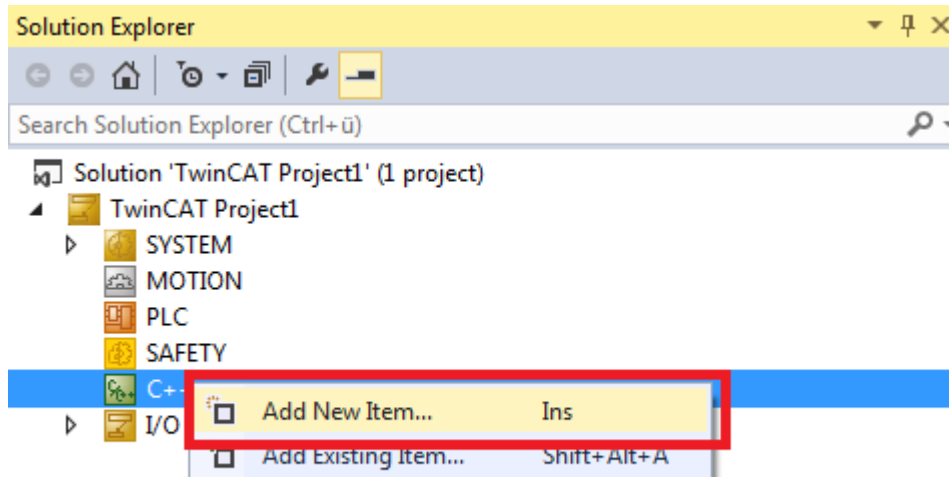 Solution Explorer
Search Solution Explorer (Ctrl+ü)
Solution 'TwinCAT Project1' (1 project)
TwinCAT Project1
SYSTEM
MOTION
PLC
SAFETY
C+
Add New Item... Ins
I/O
Add Existing Item... Shift+Alt+A